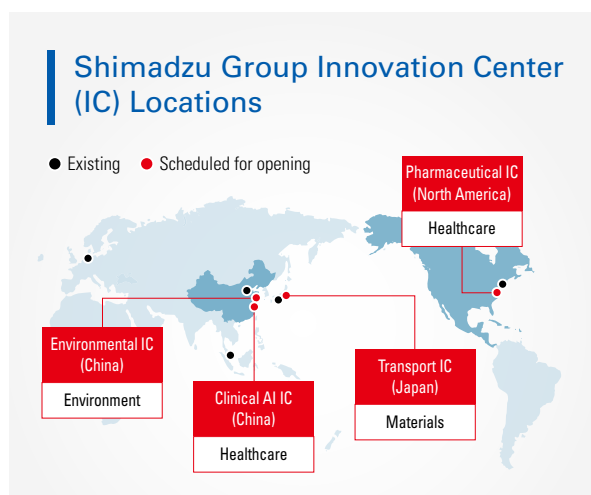 Shimadzu Group Innovation Center
(IC) Locations
Existing
Scheduled for opening
Pharmaceutical IC
(North America)
Healthcare
Environmental IC
(China)
Environment
Clinical AI IC
(China)
Healthcare
Transport IC
(Japan)
Materials